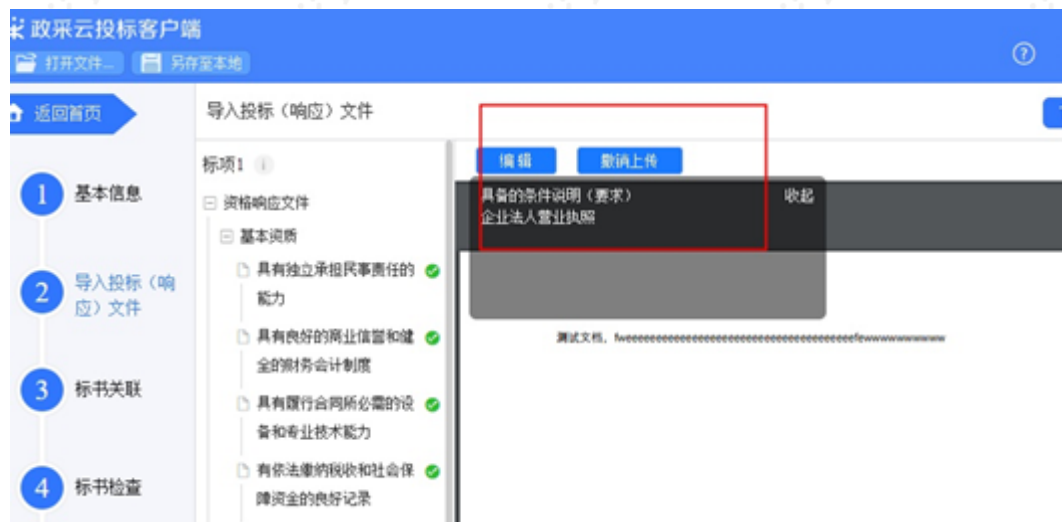 政采云投标客户端
打开文件...
另存至本地
返回首页
导入投标（响应）文件
1 基本信息
2 导入投标（响
应）文件
3 标书关联
4 标书检查
标项1
资格响应文件
基本资质
具有独立承担民事责任的
能力
具有良好的商业信誉和健
全的财务会计制度
具有履行合同所必需的设
备和专业技术能力
有依法缴纳税收和社会保
障资金的良好记录
编辑
撤销上传
具备的条件说明（要求）
收起
企业法人营业执照
测试文档，